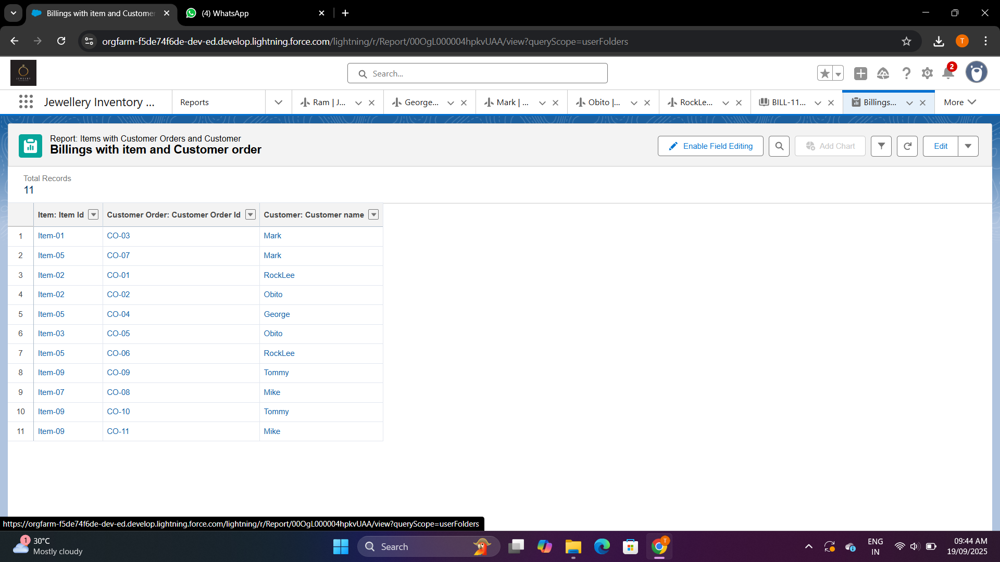 Billings with item and Customer
(4) WhatsApp
orgfarm-f5de74f6de-dev-ed.develop.lightning.force.com/lightning/r/Report/00OgL000004hpkvUAA/view?queryScope=userFolders
T
JEWELRY
Search...
2
Jewellery Inventory ...
Reports
Ram | J...
George...
Mark | ...
Obito |...
RockLe...
BILL-11...
Billings...
More
Report: Items with Customer Orders and Customer
Billings with item and Customer order
Enable Field Editing
Add Chart
Edit
Total Records
11
Item: Item Id Customer Order: Customer Order Id Customer: Customer name
1 Item-01 CO-03 Mark
2 Item-05 CO-07 Mark
3 Item-02 CO-01 RockLee
4 Item-02 CO-02 Obito
5 Item-05 CO-04 George
6 Item-03 CO-05 Obito
7 Item-05 CO-06 RockLee
8 Item-09 CO-09 Tommy
9 Item-07 CO-08 Mike
10 Item-09 CO-10 Tommy
11 Item-09 CO-11 Mike
https://orgfarm-f5de74f6de-dev-ed.develop.lightning.force.com/lightning/r/Report/00OgL000004hpkvUAA/view?queryScope=userFolders
1
30°C
Mostly cloudy
Search
T
ENG
IN
09:44 AM
19/09/2025